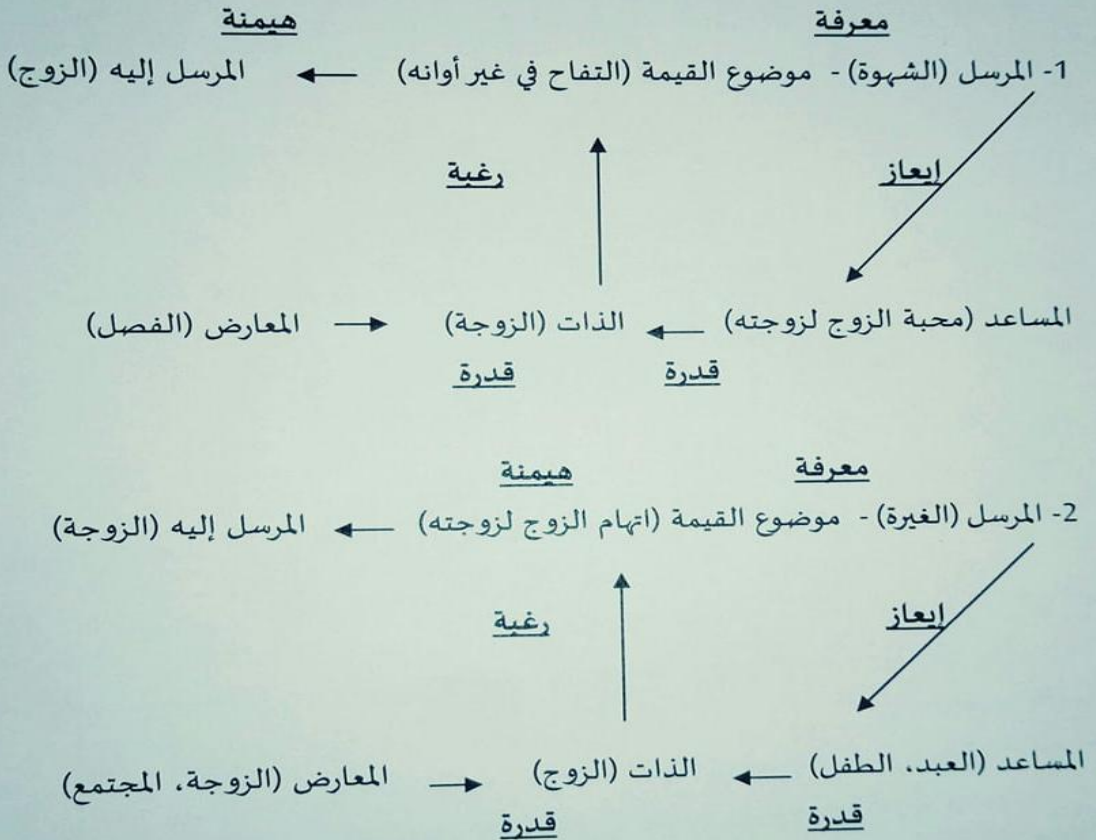 معرفة هيمنة
1- المرسل (الشهوة) - موضوع القيمة (التفاح في غير أوانه) المرسل إليه (الزوج)
إيعاز رغبة
المساعد (محبة الزوج لزوجته) الذات (الزوجة) المعارض (الفصل)
قدرة قدرة
معرفة هيمنة
2- المرسل (الغيرة) - موضوع القيمة (اتهام الزوج لزوجته) المرسل إليه (الزوجة)
إيعاز رغبة
المساعد (العبد، الطفل) الذات (الزوج) المعارض (الزوجة، المجتمع)
قدرة قدرة